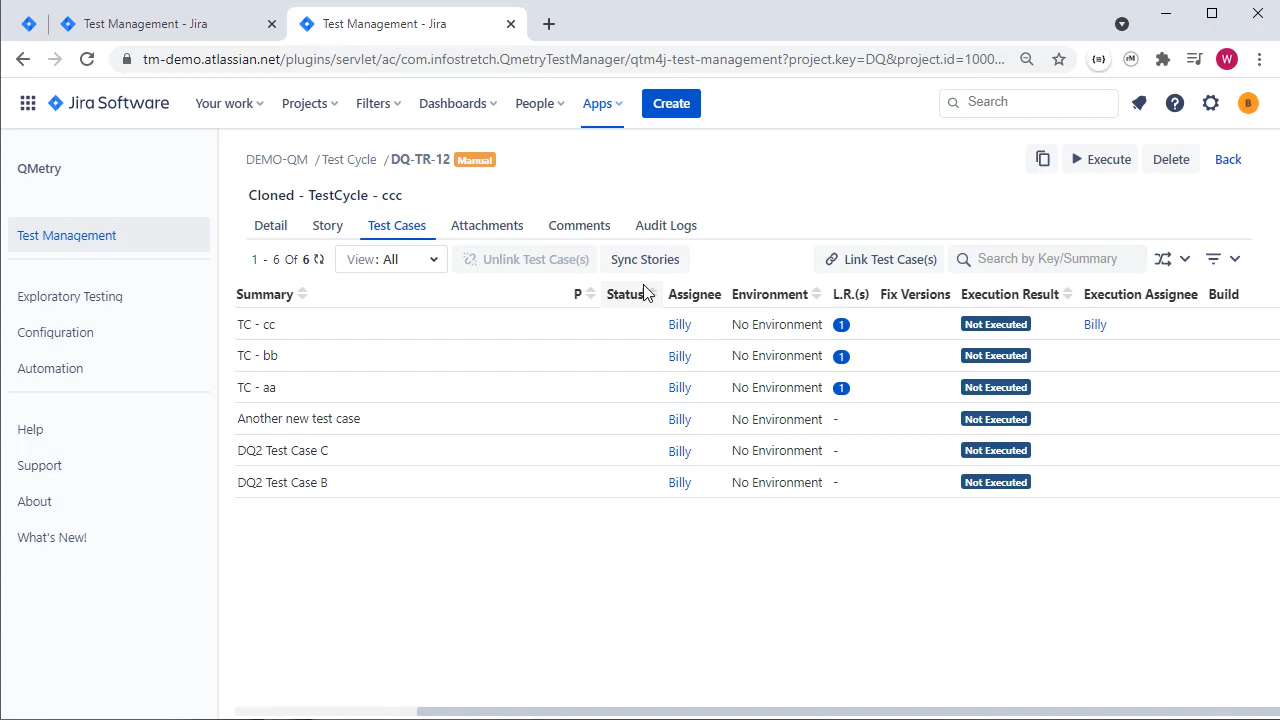 Test Management - Jira
Test Management - Jira
tm-demo.atlassian.net/plugins/servlet/ac/com.infostretch.QmetryTestManager/qtm4j-test-management?project.key=DQ&project.id=1000...
{=}
rM
W
Jira Software
Your work
Projects
Filters
Dashboards
People
Apps
Create
Search
B
QMetry
Test Management
Exploratory Testing
Configuration
Automation
Help
Support
About
What's New!
DEMO-QM /Test Cycle /DQ-TR-12 Manual
Execute
Delete
Back
Cloned - TestCycle - ccc
Detail Story Test Cases Attachments Comments Audit Logs
1 - 6 Of 6 View: All Unlink Test Case(s) Sync Stories Link Test Case(s) Search by Key/Summary
Summary P Status Assignee Environment L.R.(s) Fix Versions Execution Result Execution Assignee Build
TC - cc Billy No Environment 1 Not Executed Billy
TC - bb Billy No Environment 1 Not Executed
TC - aa Billy No Environment 1 Not Executed
Another new test case Billy No Environment - Not Executed
DQ2 Test Case C Billy No Environment - Not Executed
DQ2 Test Case B Billy No Environment - Not Executed